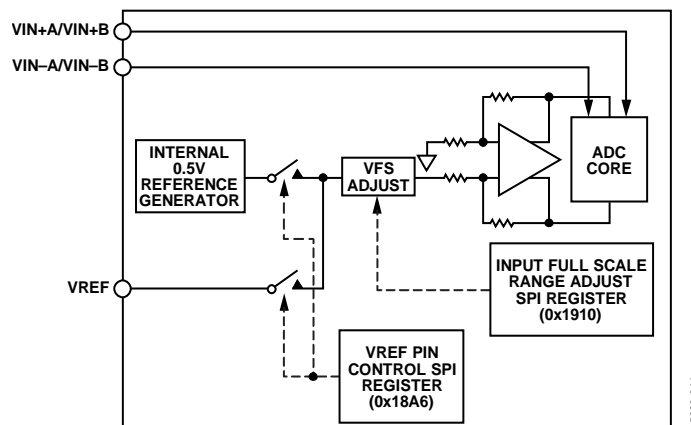 VIN+A/VIN+B
VIN–A/VIN–B
INTERNAL
0.5V
REFERENCE
GENERATOR
VFS
ADJUST
ADC
CORE
VREF
INPUT FULL SCALE
RANGE ADJUST
SPI REGISTER
(0x1910)
VREF PIN
CONTROL SPI
REGISTER
(0x18A6)